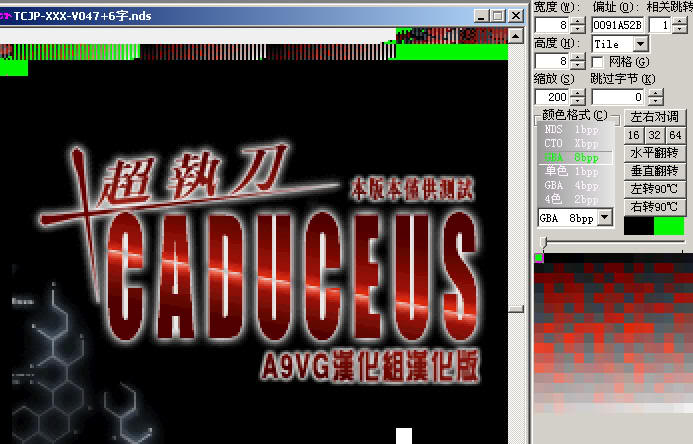 TCJP-XXX-V047+6字.nds
超執刀
本版本僅供測試
CADUCEUS
A9VG漢化組漢化版
宽度(W): 偏址(O): 相关跳转
8 0091A52B 1
高度(H): Tile
8 网格(G)
缩放(S) 跳过字节(K)
200 0
颜色格式(C) 左右对调
NDS 1bpp
CTO Xbpp
GBA 8bpp
单色 1bpp
GBA 4bpp
4色 2bpp
GBA 8bpp
16 32 64
水平翻转
垂直翻转
左转90℃
右转90℃